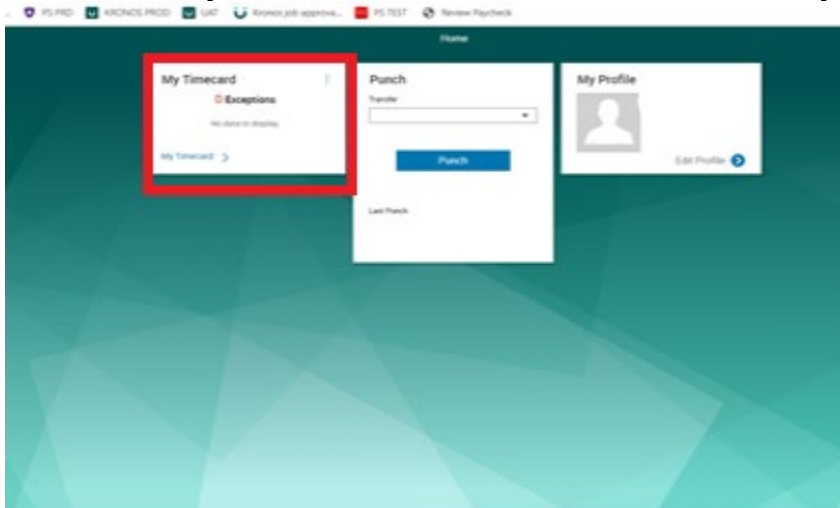 PS PRD KRONOS PROD UAT Kronos job approva... PS TEST Review Paycheck
Home
My Timecard
0 Exceptions
No data to display.
My Timecard
Punch
Transfer
Punch
Last Punch
My Profile
Edit Profile